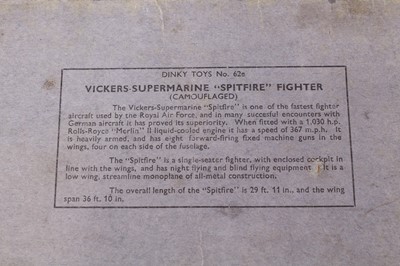 DINKY TOYS No. 62e
VICKERS-SUPERMARINE "SPITFIRE" FIGHTER
(CAMOUFLAGED)
The Vickers-Supermarine "Spitfire" is one of the fastest fighter
aircraft used by the Royal Air Force, and in many succesful encounters with
German aircraft it has proved its superiority. When fitted with a 1,030 h.p.
Rolls-Royce "Merlin" II liquid-cooled engine it has a speed of 367 m.p.h. It
is heavily armed, and has eight forward-firing fixed machine guns in the
wings, four on each side of the fuselage.
The "Spitfire" is a single-seater fighter, with enclosed cockpit in
line with the wings, and has night flying and blind flying equipment. It is a
low wing, streamline monoplane of all-metal construction.
The overall length of the "Spitfire" is 29 ft. 11 in., and the wing
span 36 ft. 10 in.